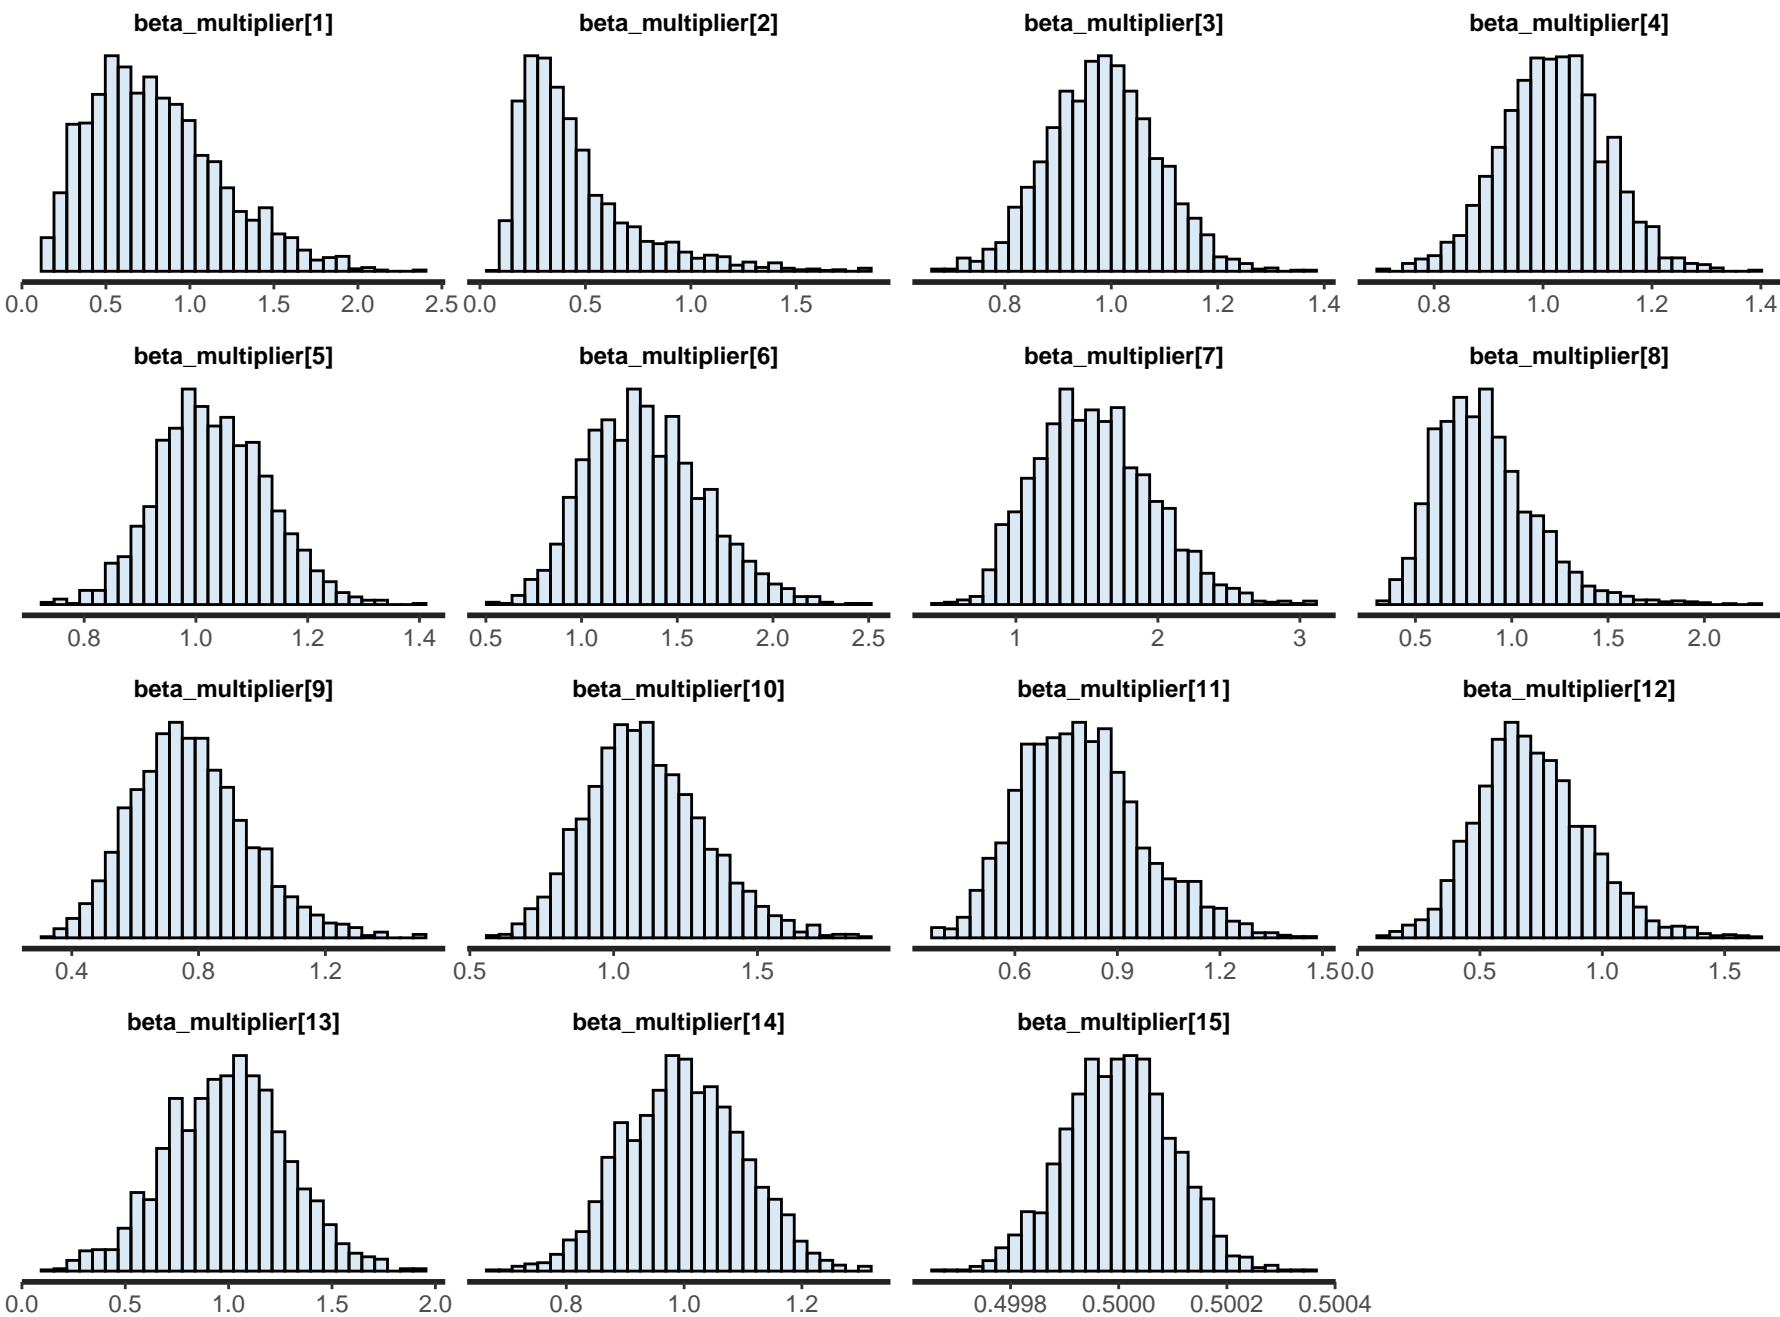 beta_multiplier[1] beta_multiplier[2] beta_multiplier[3] beta_multiplier[4]
0.0 0.5 1.0 1.5 2.0 2.5 0.0 0.5 1.0 1.5 0.8 1.0 1.2 1.4 0.8 1.0 1.2 1.4
beta_multiplier[5] beta_multiplier[6] beta_multiplier[7] beta_multiplier[8]
0.8 1.0 1.2 1.4 0.5 1.0 1.5 2.0 2.5 1 2 3 0.5 1.0 1.5 2.0
beta_multiplier[9] beta_multiplier[10] beta_multiplier[11] beta_multiplier[12]
0.4 0.8 1.2 0.5 1.0 1.5 0.6 0.9 1.2 1.5 0.0 0.5 1.0 1.5
beta_multiplier[13] beta_multiplier[14] beta_multiplier[15]
0.0 0.5 1.0 1.5 2.0 0.8 1.0 1.2 0.4998 0.5000 0.5002 0.5004